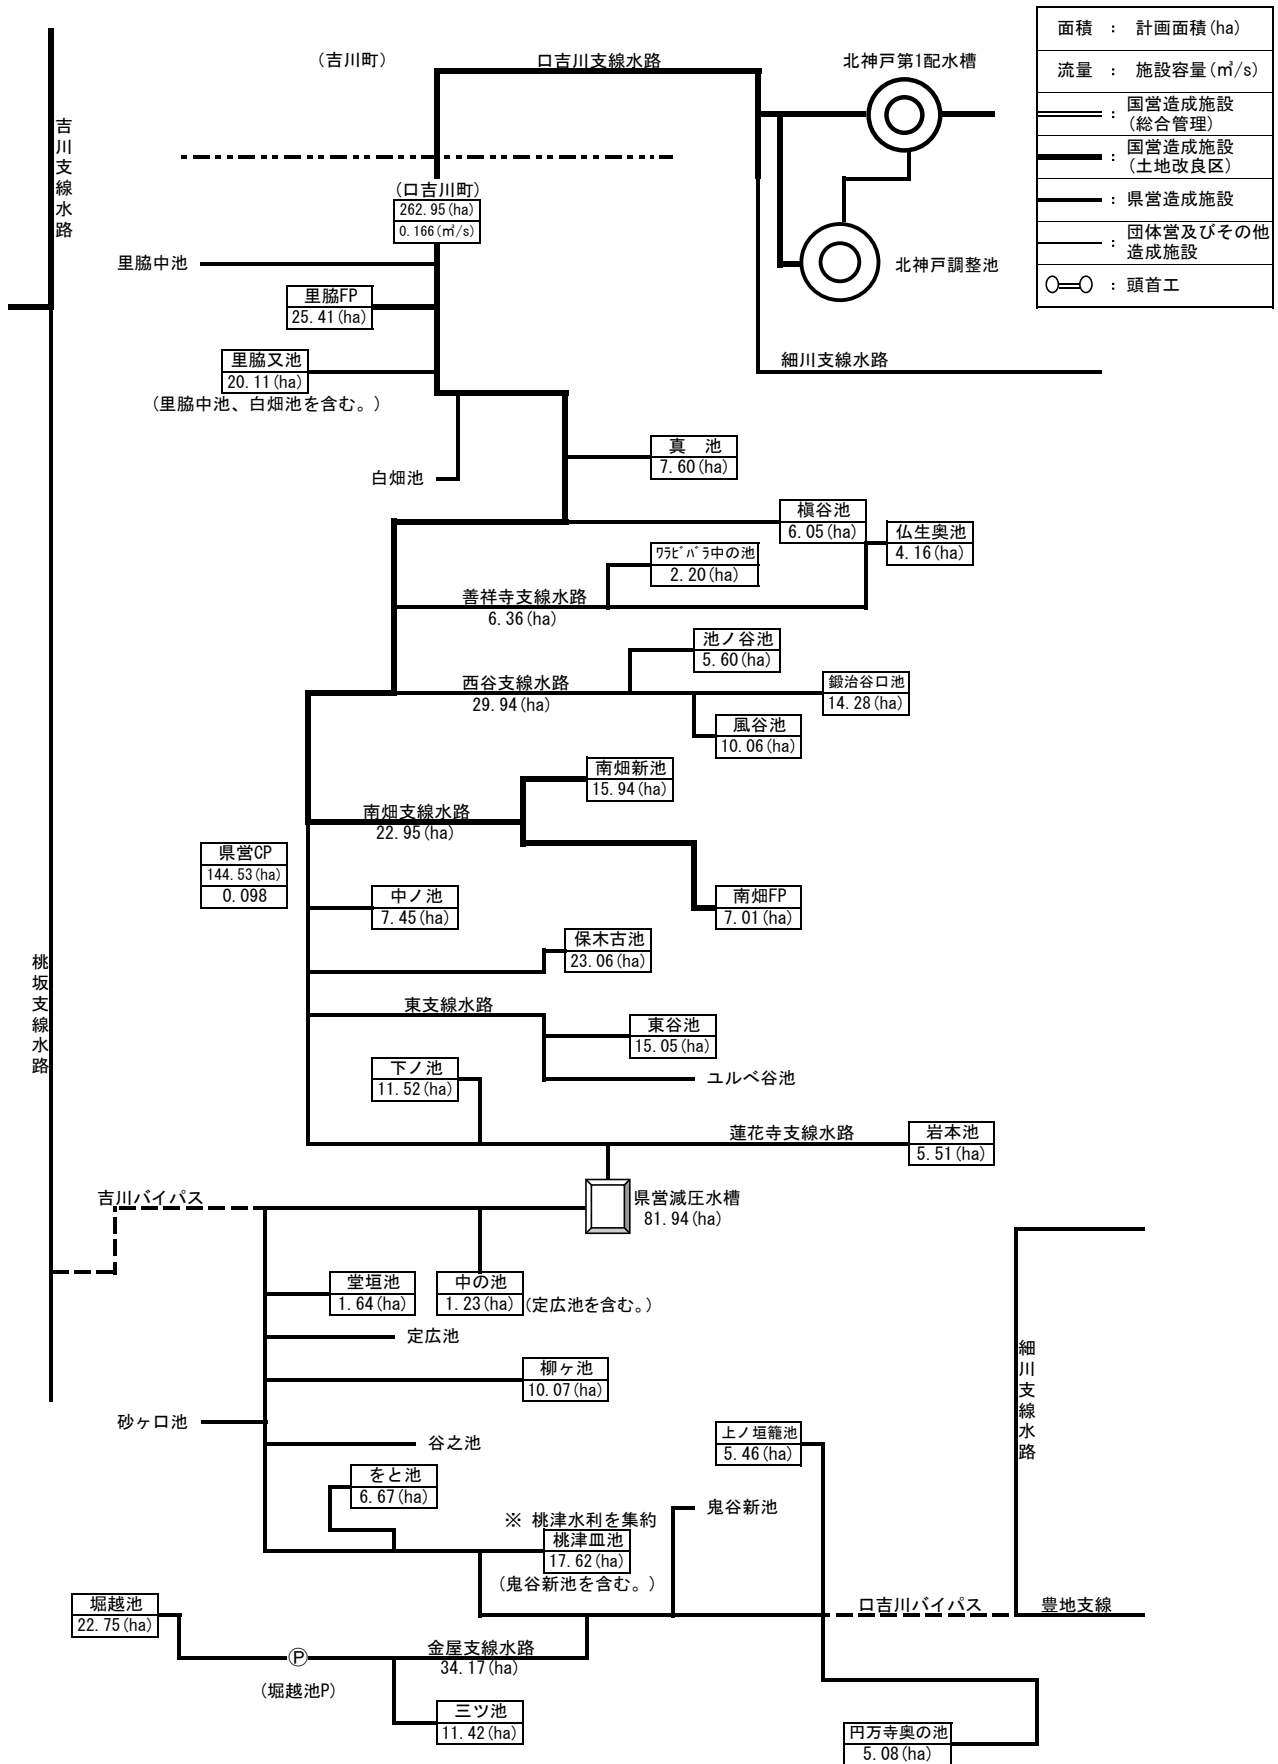 面積 : 計画面積(ha)
流量 : 施設容量(㎥/s)
: 国営造成施設
(総合管理)
: 国営造成施設
(土地改良区)
: 県営造成施設
: 団体営及びその他
造成施設
: 頭首工
(吉川町)
口吉川支線水路
北神戸第1配水槽
吉川支線水路
(口吉川町)
262.95(ha)
0.166(㎥/s)
里脇中池
北神戸調整池
里脇FP
25.41(ha)
里脇又池
20.11(ha)
(里脇中池、白畑池を含む。)
細川支線水路
真 池
7.60(ha)
白畑池
槇谷池
6.05(ha)
仏生奥池
4.16(ha)
ワラビバラ中の池
2.20(ha)
善祥寺支線水路
6.36(ha)
池ノ谷池
5.60(ha)
西谷支線水路
29.94(ha)
鍛治谷口池
14.28(ha)
風谷池
10.06(ha)
南畑新池
15.94(ha)
南畑支線水路
22.95(ha)
県営CP
144.53(ha)
0.098
中ノ池
7.45(ha)
南畑FP
7.01(ha)
保木古池
23.06(ha)
桃坂支線水路
東支線水路
東谷池
15.05(ha)
下ノ池
11.52(ha)
ユルベ谷池
蓮花寺支線水路
岩本池
5.51(ha)
吉川バイパス
県営減圧水槽
81.94(ha)
堂垣池
1.64(ha)
中の池
1.23(ha)
(定広池を含む。)
定広池
柳ヶ池
10.07(ha)
細川支線水路
砂ヶ口池
谷之池
上ノ垣籠池
5.46(ha)
をと池
6.67(ha)
鬼谷新池
※ 桃津水利を集約
桃津皿池
17.62(ha)
(鬼谷新池を含む。)
堀越池
22.75(ha)
口吉川バイパス
豊地支線
金屋支線水路
34.17(ha)
Ⓟ
(堀越池P)
三ツ池
11.42(ha)
円万寺奥の池
5.08(ha)